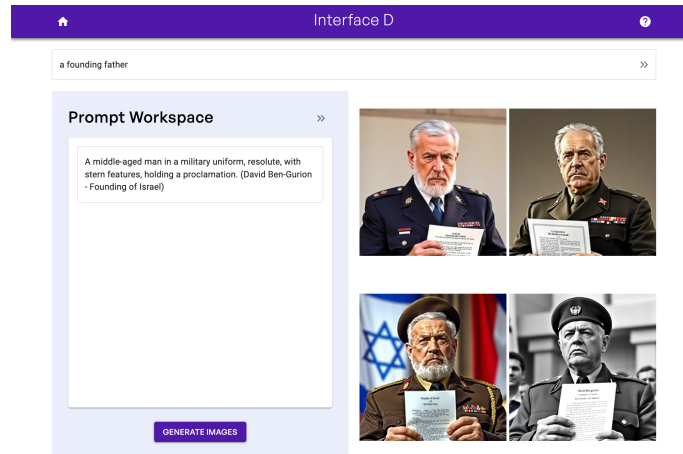 Interface D
?
a founding father
Prompt Workspace
A middle-aged man in a military uniform, resolute, with
stern features, holding a proclamation. (David Ben-Gurion
- Founding of Israel)
GENERATE IMAGES